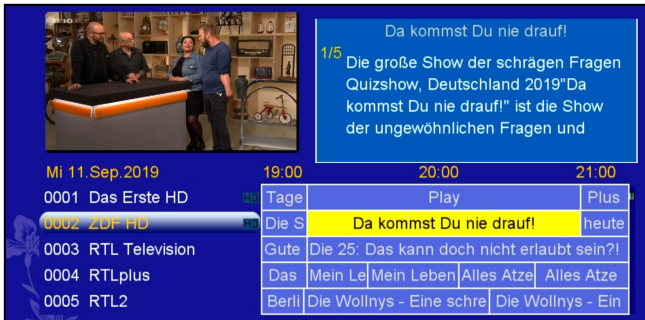 Da kommst Du nie drauf!
1/5
Die große Show der schrägen Fragen
Quizshow, Deutschland 2019"Da
kommst Du nie drauf!" ist die Show
der ungewöhnlichen Fragen und
Mi 11.Sep.2019 19:00 20:00 21:00
0001 Das Erste HD HD Tage Play Plus
0002 ZDF HD HD Die S Da kommst Du nie drauf! heute
0003 RTL Television Gute Die 25: Das kann doch nicht erlaubt sein?!
0004 RTLplus Das Mein Le Mein Leben Alles Atze Alles Atze
0005 RTL2 Berli Die Wollnys - Eine schre Die Wollnys - Ein